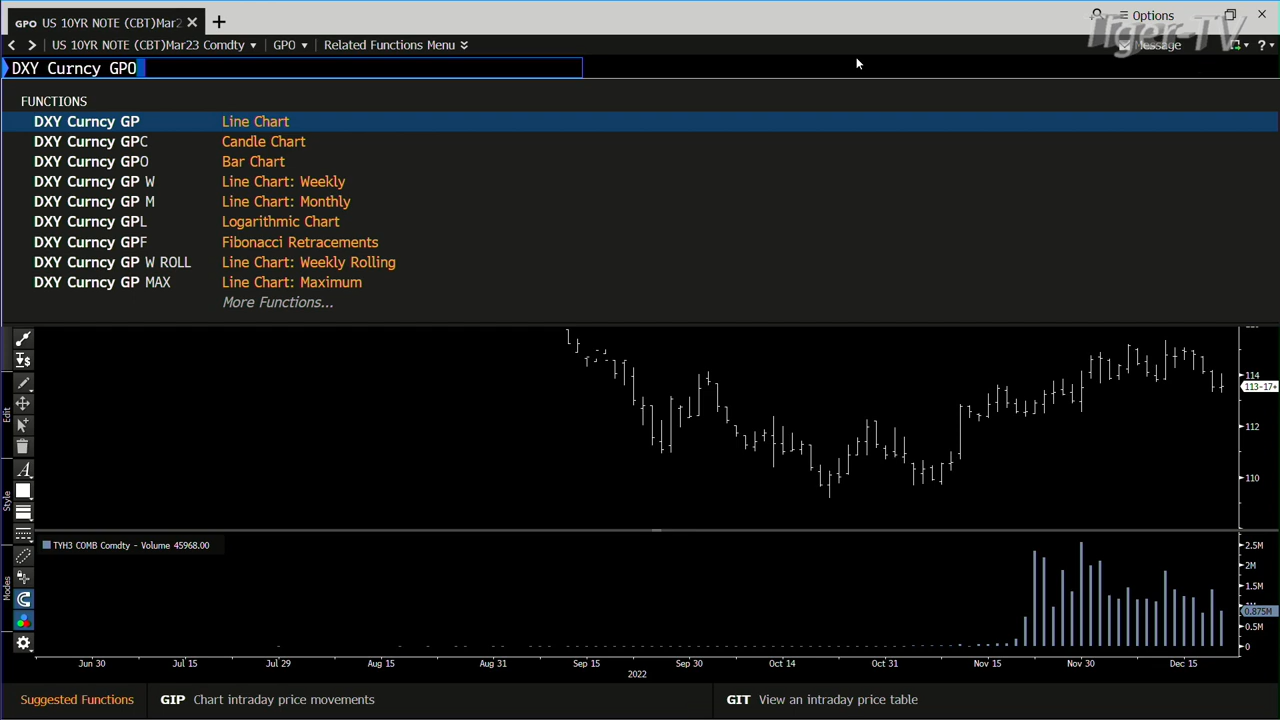 GPO US 10YR NOTE (CBT)Mar2
Options
Tiger-TV
US 10YR NOTE (CBT)Mar23 Comdty
GPO
Related Functions Menu
Message
?
DXY Curncy GPO
FUNCTIONS
DXY Curncy GP Line Chart
DXY Curncy GPC Candle Chart
DXY Curncy GPO Bar Chart
DXY Curncy GP W Line Chart: Weekly
DXY Curncy GP M Line Chart: Monthly
DXY Curncy GPL Logarithmic Chart
DXY Curncy GPF Fibonacci Retracements
DXY Curncy GP W ROLL Line Chart: Weekly Rolling
DXY Curncy GP MAX Line Chart: Maximum
More Functions...
114
113-17+
112
110
Edit
Style
Modes
TYH3 COMB Comdty - Volume 45968.00
2.5M
2M
1.5M
0.875M
0.5M
0
Jun 30 Jul 15 Jul 29 Aug 15 Aug 31 Sep 15 Sep 30 Oct 14 Oct 31 Nov 15 Nov 30 Dec 15
2022
Suggested Functions GIP Chart intraday price movements GIT View an intraday price table